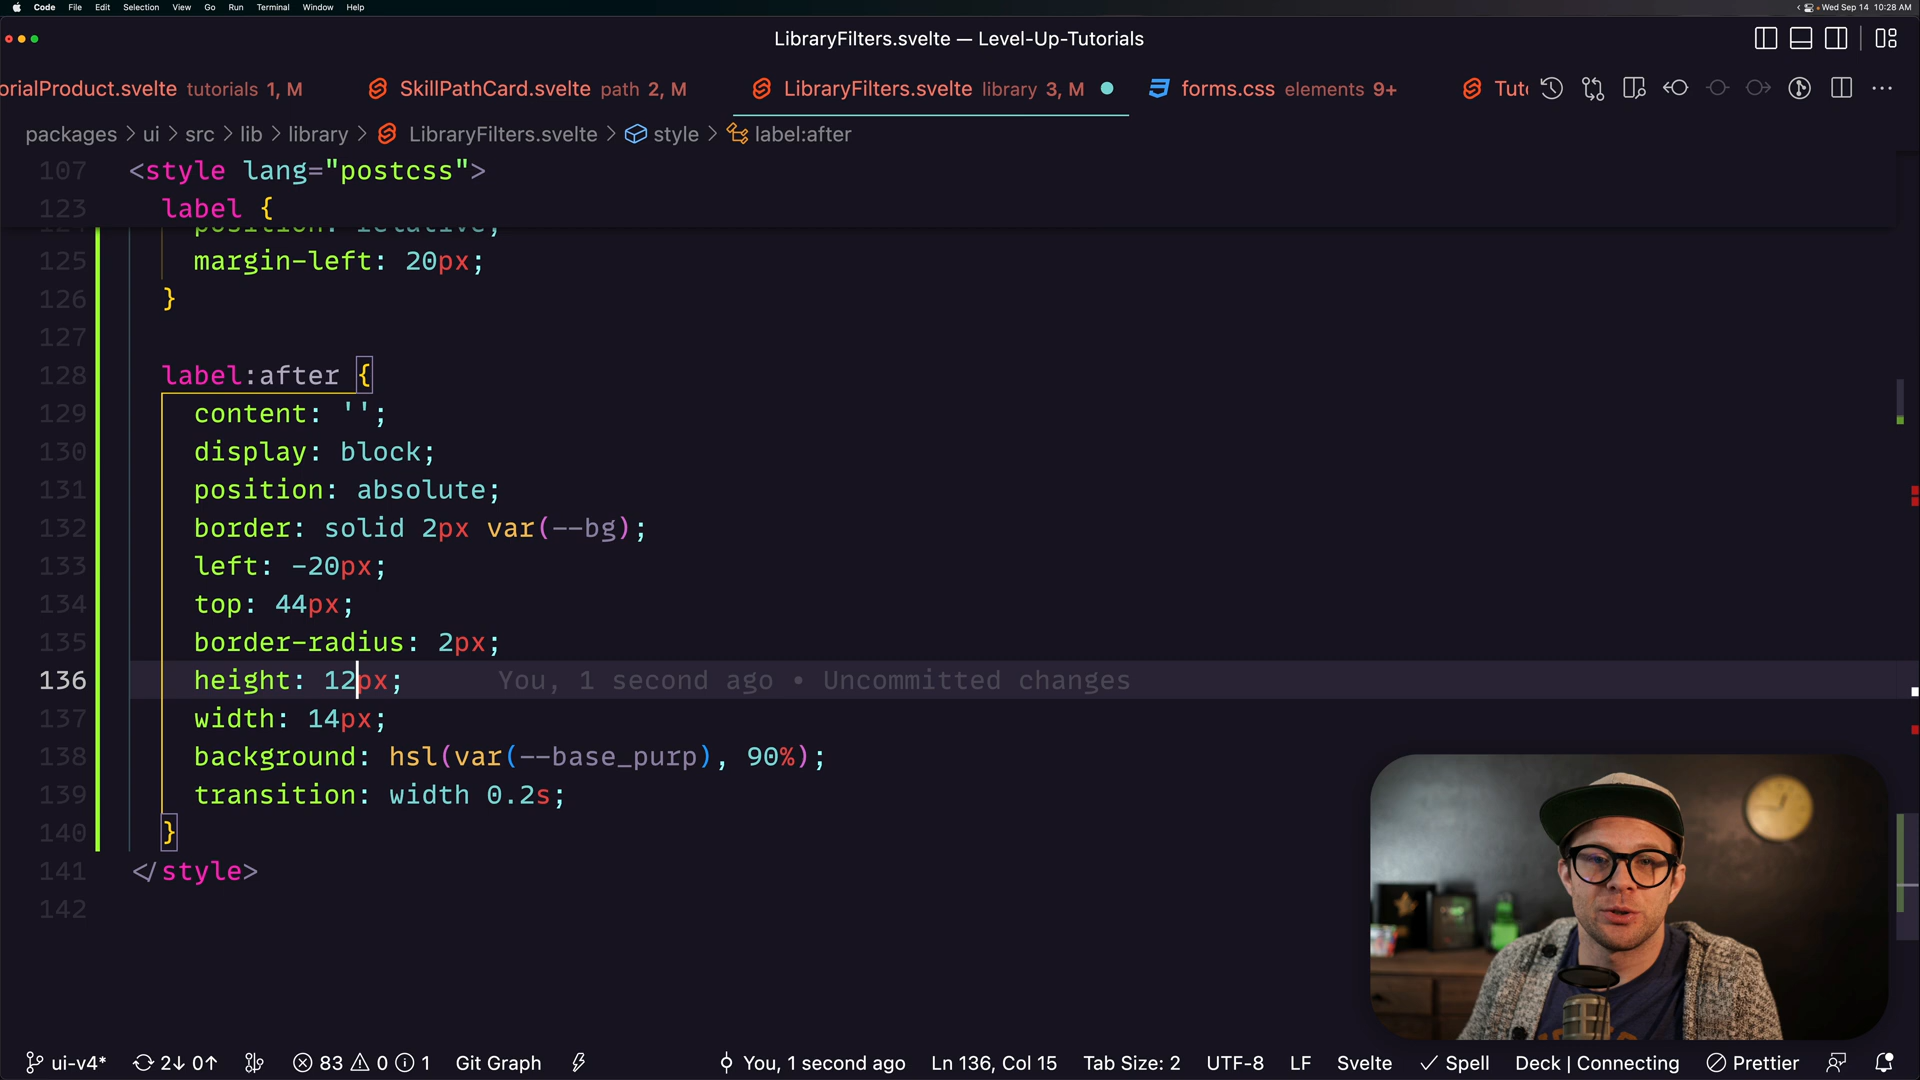 Code File Edit Selection View Go Run Terminal Window Help
Wed Sep 14 10:28 AM
LibraryFilters.svelte — Level-Up-Tutorials
orialProduct.svelte tutorials 1, M
SkillPathCard.svelte path 2, M
LibraryFilters.svelte library 3, M
forms.css elements 9+
Tuto
packages > ui > src > lib > library > LibraryFilters.svelte > style > label:after
107 <style lang="postcss">
123 label {
position: relative;
125 margin-left: 20px;
126 }
127
128 label:after {
129 content: '';
130 display: block;
131 position: absolute;
132 border: solid 2px var(--bg);
133 left: -20px;
134 top: 44px;
135 border-radius: 2px;
136 height: 12px; You, 1 second ago • Uncommitted changes
137 width: 14px;
138 background: hsl(var(--base_purp), 90%);
139 transition: width 0.2s;
140 }
141 </style>
142
ui-v4* 2↓ 0↑ 83 0 1 Git Graph You, 1 second ago Ln 136, Col 15 Tab Size: 2 UTF-8 LF Svelte Spell Deck | Connecting Prettier